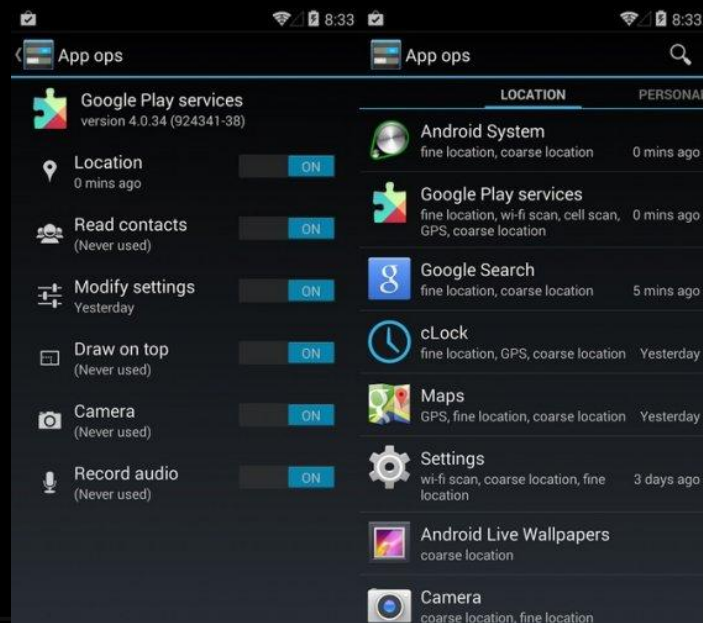 8:33
App ops
Google Play services
version 4.0.34 (924341-38)
Location
0 mins ago
ON
Read contacts
(Never used)
ON
Modify settings
Yesterday
ON
Draw on top
(Never used)
ON
Camera
(Never used)
ON
Record audio
(Never used)
ON
8:33
App ops
LOCATION PERSONAL
Android System
fine location, coarse location 0 mins ago
Google Play services
fine location, wi-fi scan, cell scan, 0 mins ago
GPS, coarse location
Google Search
fine location, coarse location 5 mins ago
cLock
fine location, GPS, coarse location Yesterday
Maps
GPS, fine location, coarse location Yesterday
Settings
wi-fi scan, coarse location, fine 3 days ago
location
Android Live Wallpapers
coarse location
Camera
coarse location, fine location